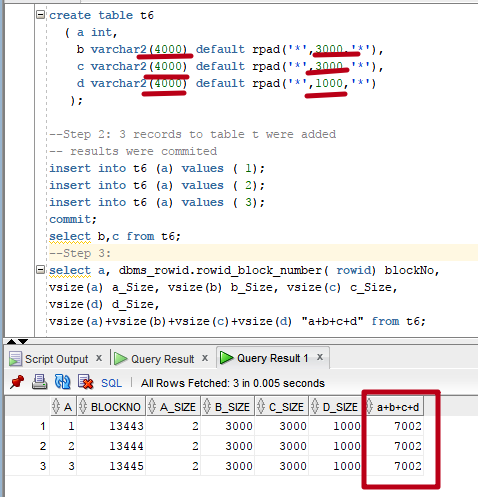 create table t6
( a int,
b varchar2(4000) default rpad('*',3000,'*'),
c varchar2(4000) default rpad('*',3000,'*'),
d varchar2(4000) default rpad('*',1000,'*')
);
--Step 2: 3 records to table t were added
-- results were commited
insert into t6 (a) values ( 1);
insert into t6 (a) values ( 2);
insert into t6 (a) values ( 3);
commit;
select b,c from t6;
--Step 3:
select a, dbms_rowid.rowid_block_number( rowid) blockNo,
vsize(a) a_Size, vsize(b) b_Size, vsize(c) c_Size,
vsize(d) d_Size,
vsize(a)+vsize(b)+vsize(c)+vsize(d) "a+b+c+d" from t6;
Script Output x Query Result x Query Result 1 x
SQL | All Rows Fetched: 3 in 0.005 seconds
A BLOCKNO A_SIZE B_SIZE C_SIZE D_SIZE a+b+c+d
1 1 13443 2 3000 3000 1000 7002
2 2 13444 2 3000 3000 1000 7002
3 3 13445 2 3000 3000 1000 7002